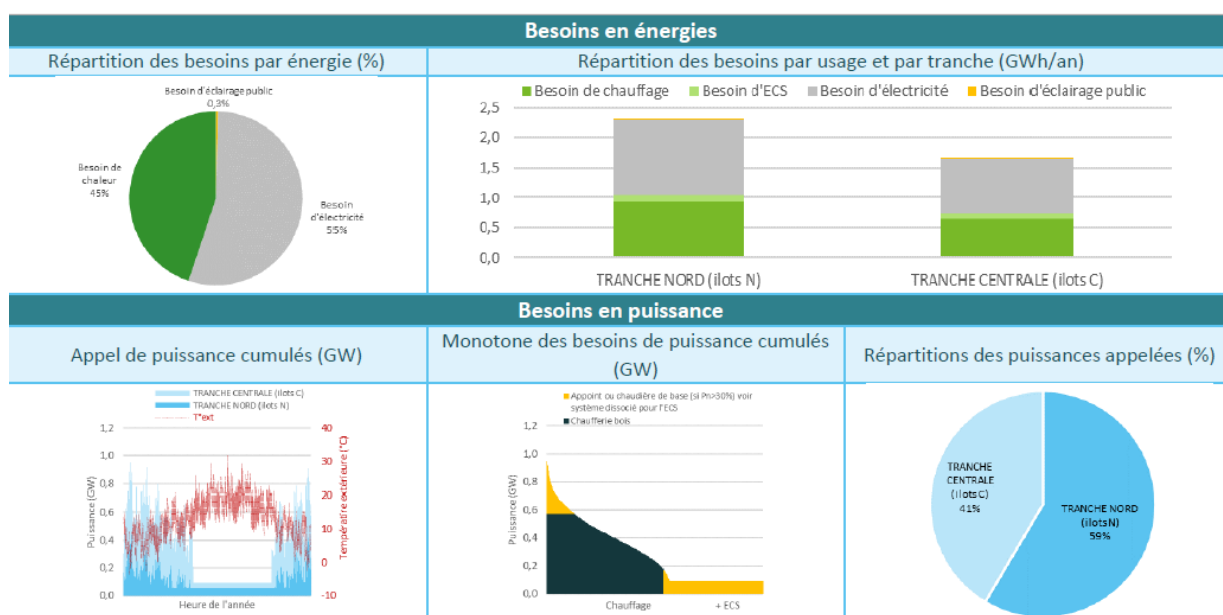 Besoins en énergies
Répartition des besoins par énergie (%)
Répartition des besoins par usage et par tranche (GWh/an)
Besoin d'éclairage public
0,3%
Besoin de
chaleur
45%
Besoin
d'électricité
55%
Besoin de chauffage
Besoin d'ECS
Besoin d'électricité
Besoin d'éclairage public
2,5
2,0
1,5
1,0
0,5
0,0
TRANCHE NORD (ilots N)
TRANCHE CENTRALE (ilots C)
Besoins en puissance
Appel de puissance cumulés (GW)
Monotone des besoins de puissance cumulés
(GW)
Répartitions des puissances appelées (%)
TRANCHE CENTRALE (ilots C)
TRANCHE NORD (ilots N)
T°ext
1,2
1,0
0,8
0,6
0,4
0,2
0,0
Puissance (GW)
40
30
20
10
0
-10
Température extérieure (°C)
Heure de l'année
Appoint ou chaudière de base (si Pn>30%) voir
système dissocié pour l'ECS
Chaufferie bois
1,2
1,0
0,8
0,6
0,4
0,2
0,0
Puissance (GW)
Chauffage
+ ECS
TRANCHE
CENTRALE
(ilots C)
41%
TRANCHE NORD
(ilots N)
59%